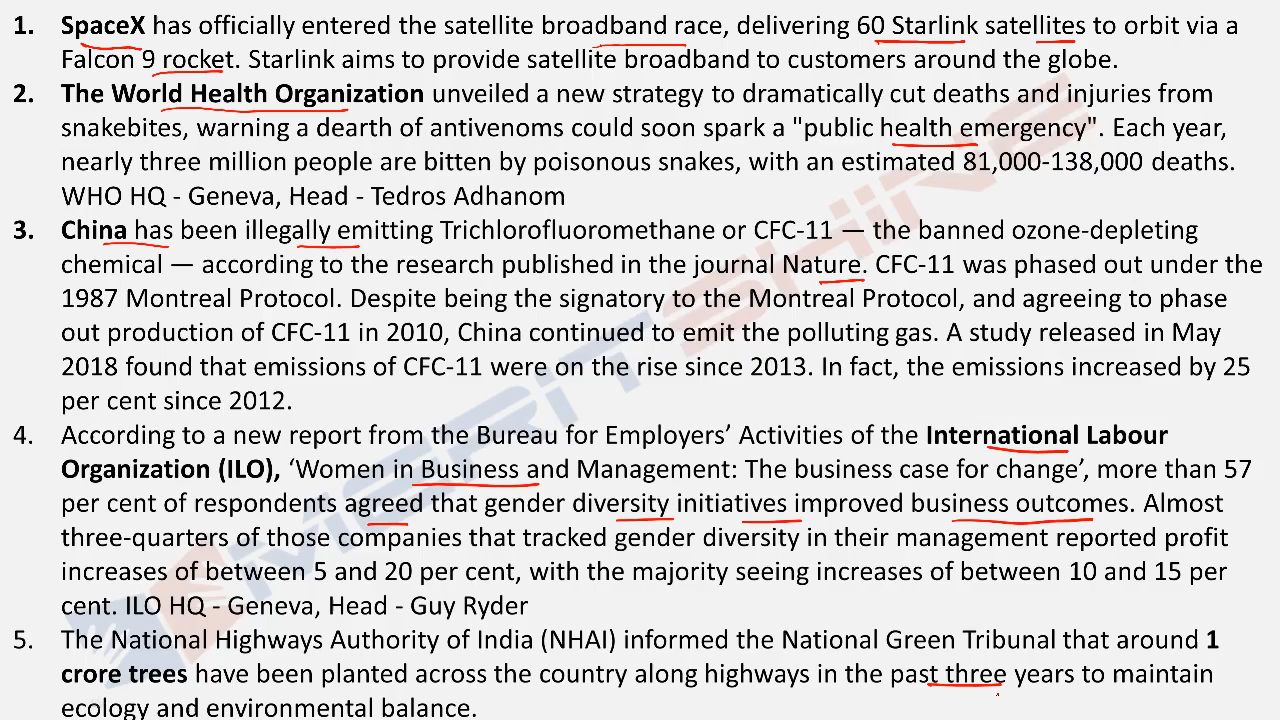 1. SpaceX has officially entered the satellite broadband race, delivering 60 Starlink satellites to orbit via a
Falcon 9 rocket. Starlink aims to provide satellite broadband to customers around the globe.
2. The World Health Organization unveiled a new strategy to dramatically cut deaths and injuries from
snakebites, warning a dearth of antivenoms could soon spark a "public health emergency". Each year,
nearly three million people are bitten by poisonous snakes, with an estimated 81,000-138,000 deaths.
WHO HQ - Geneva, Head - Tedros Adhanom
3. China has been illegally emitting Trichlorofluoromethane or CFC-11 — the banned ozone-depleting
chemical — according to the research published in the journal Nature. CFC-11 was phased out under the
1987 Montreal Protocol. Despite being the signatory to the Montreal Protocol, and agreeing to phase
out production of CFC-11 in 2010, China continued to emit the polluting gas. A study released in May
2018 found that emissions of CFC-11 were on the rise since 2013. In fact, the emissions increased by 25
per cent since 2012.
4. According to a new report from the Bureau for Employers’ Activities of the International Labour
Organization (ILO), ‘Women in Business and Management: The business case for change’, more than 57
per cent of respondents agreed that gender diversity initiatives improved business outcomes. Almost
three-quarters of those companies that tracked gender diversity in their management reported profit
increases of between 5 and 20 per cent, with the majority seeing increases of between 10 and 15 per
cent. ILO HQ - Geneva, Head - Guy Ryder
5. The National Highways Authority of India (NHAI) informed the National Green Tribunal that around 1
crore trees have been planted across the country along highways in the past three years to maintain
ecology and environmental balance.
MERITSHINE